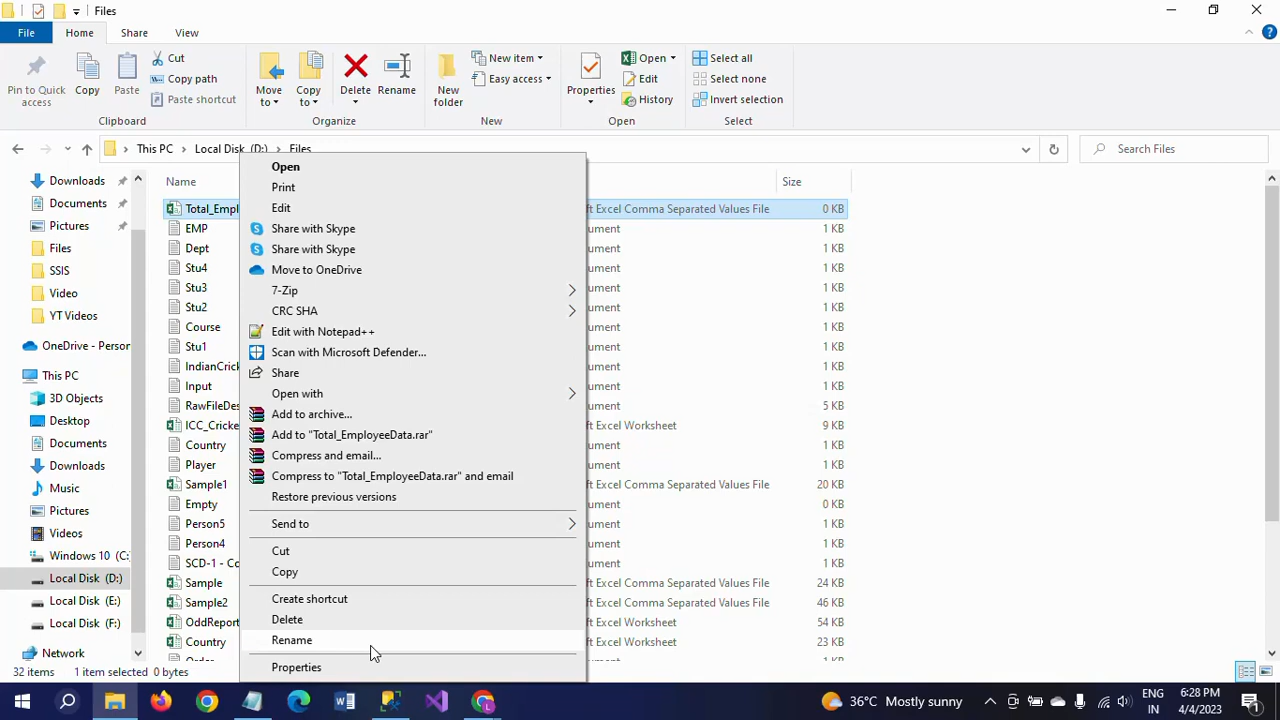 Files
File Home Share View
Pin to Quick access
Copy
Paste
Cut
Copy path
Paste shortcut
Clipboard
Move to
Copy to
Delete
Rename
Organize
New folder
New item
Easy access
New
Properties
Open
Edit
History
Open
Select all
Select none
Invert selection
Select
This PC Local Disk (D:) Files
Search Files
Downloads
Documents
Pictures
Files
SSIS
Video
YT Videos
OneDrive - Person
This PC
3D Objects
Desktop
Documents
Downloads
Music
Pictures
Videos
Windows 10 (C:
Local Disk (D:)
Local Disk (E:)
Local Disk (F:)
Network
Name Size
Total_Empl ft Excel Comma Separated Values File 0 KB
EMP ument 1 KB
Dept ument 1 KB
Stu4 ument 1 KB
Stu3 ument 1 KB
Stu2 ument 1 KB
Course ument 1 KB
Stu1 ument 1 KB
IndianCrick ument 1 KB
Input ument 1 KB
RawFileDes ument 5 KB
ICC_Cricke ft Excel Worksheet 9 KB
Country ument 1 KB
Player ument 1 KB
Sample1 ft Excel Comma Separated Values File 20 KB
Empty ument 0 KB
Person5 ument 1 KB
Person4 ument 1 KB
SCD-1 - Co ument 1 KB
Sample ft Excel Comma Separated Values File 24 KB
Sample2 ft Excel Comma Separated Values File 46 KB
OddReport ft Excel Worksheet 54 KB
Country ft Excel Worksheet 23 KB
Open
Print
Edit
Share with Skype
Share with Skype
Move to OneDrive
7-Zip
CRC SHA
Edit with Notepad++
Scan with Microsoft Defender...
Share
Open with
Add to archive...
Add to "Total_EmployeeData.rar"
Compress and email...
Compress to "Total_EmployeeData.rar" and email
Restore previous versions
Send to
Cut
Copy
Create shortcut
Delete
Rename
Properties
32 items 1 item selected 0 bytes
36°C Mostly sunny
ENG
IN
6:28 PM
4/4/2023
1